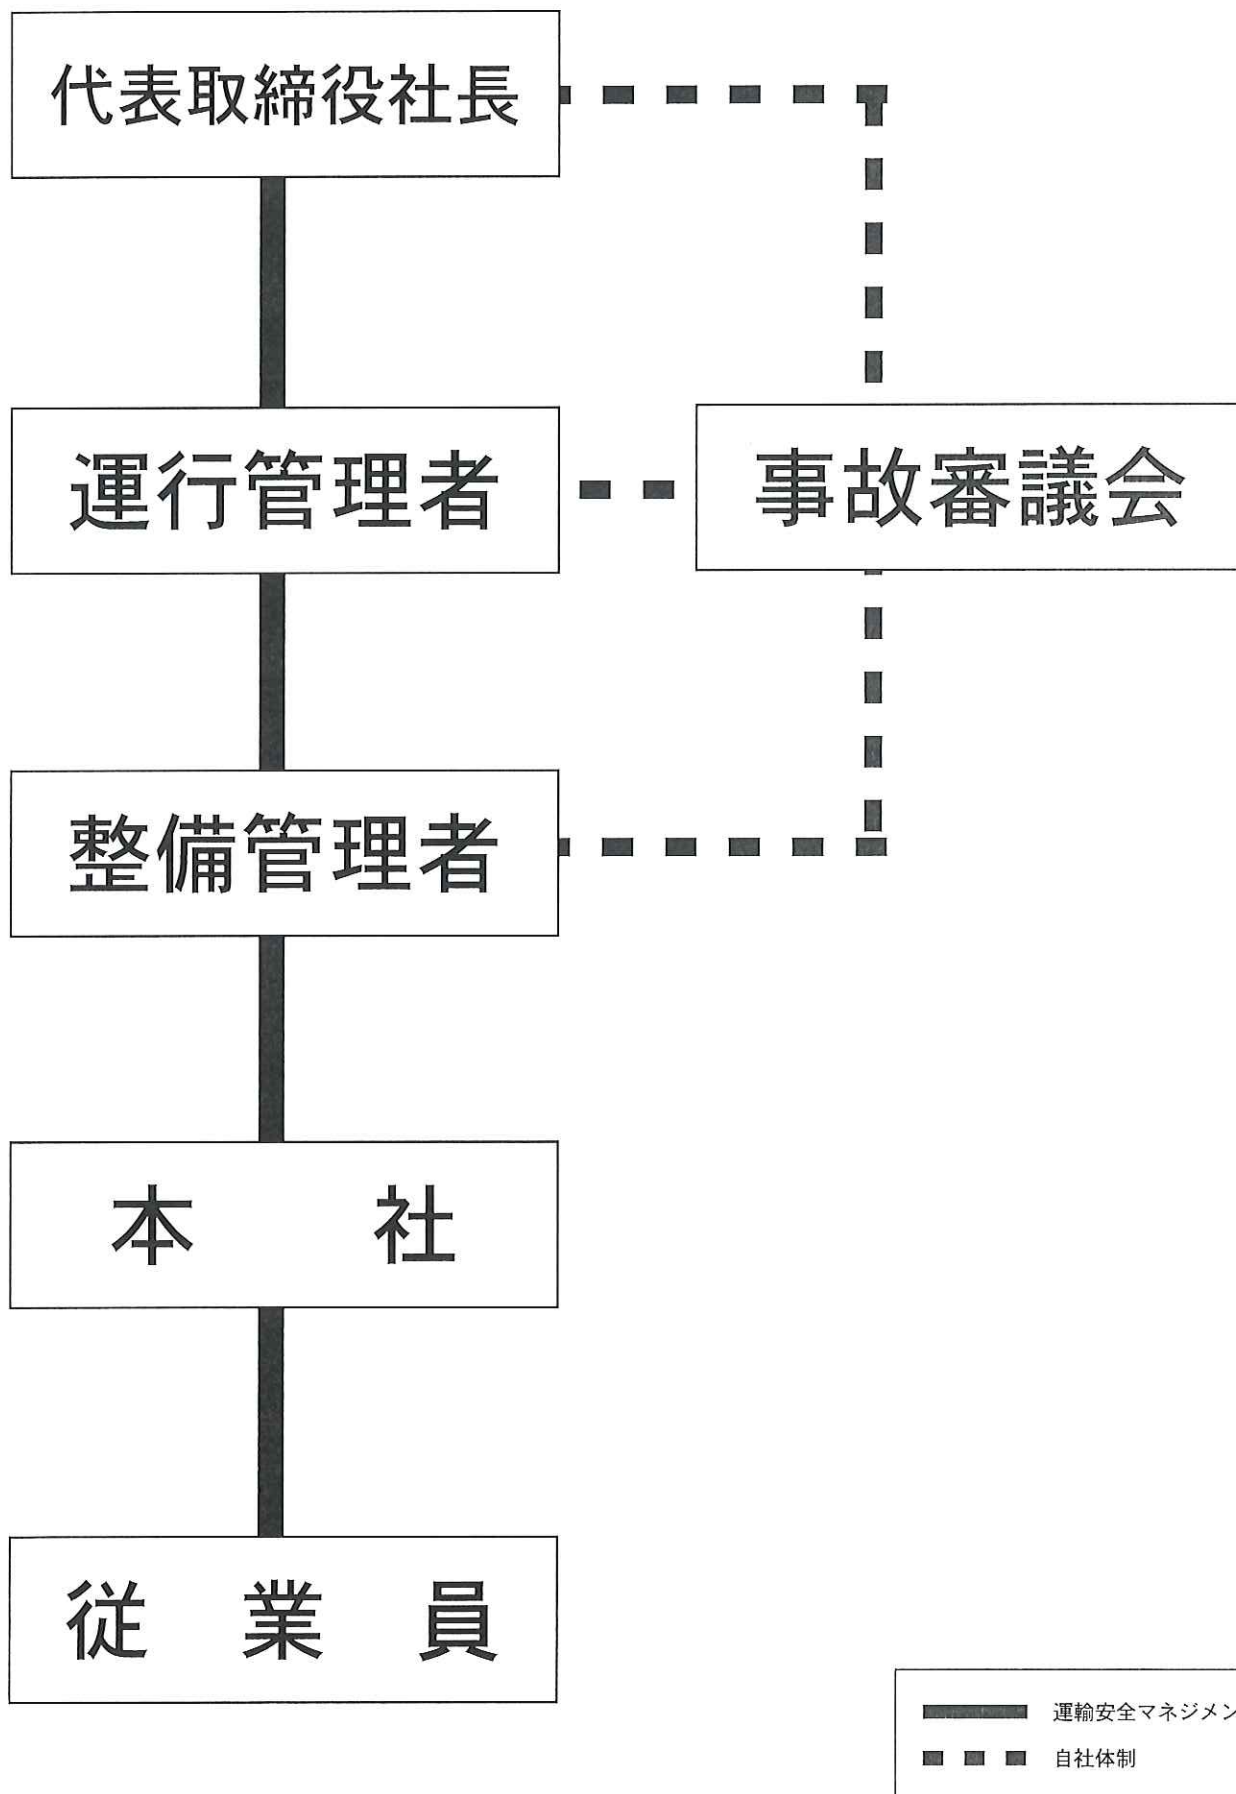 代表取締役社長
運行管理者
事故審議会
整備管理者
本 社
従 業 員
運輸安全マネジメン
自社体制